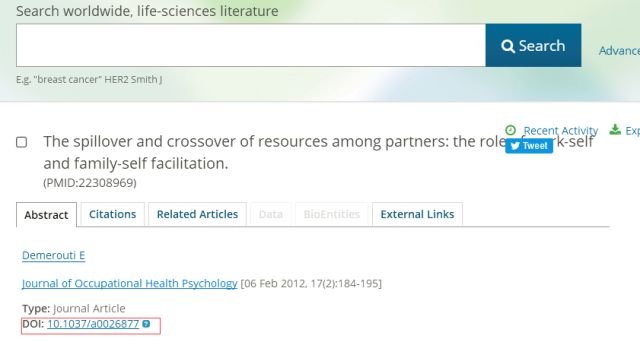 Search worldwide, life-sciences literature
Search
Advance
E.g. "breast cancer" HER2 Smith J
Recent Activity
Exp
The spillover and crossover of resources among partners: the role k-self
Tweet
and family-self facilitation.
(PMID:22308969)
Abstract Citations Related Articles Data BioEntities External Links
Demerouti E
Journal of Occupational Health Psychology [06 Feb 2012, 17(2):184-195]
Type: Journal Article
DOI: 10.1037/a0026877 ?